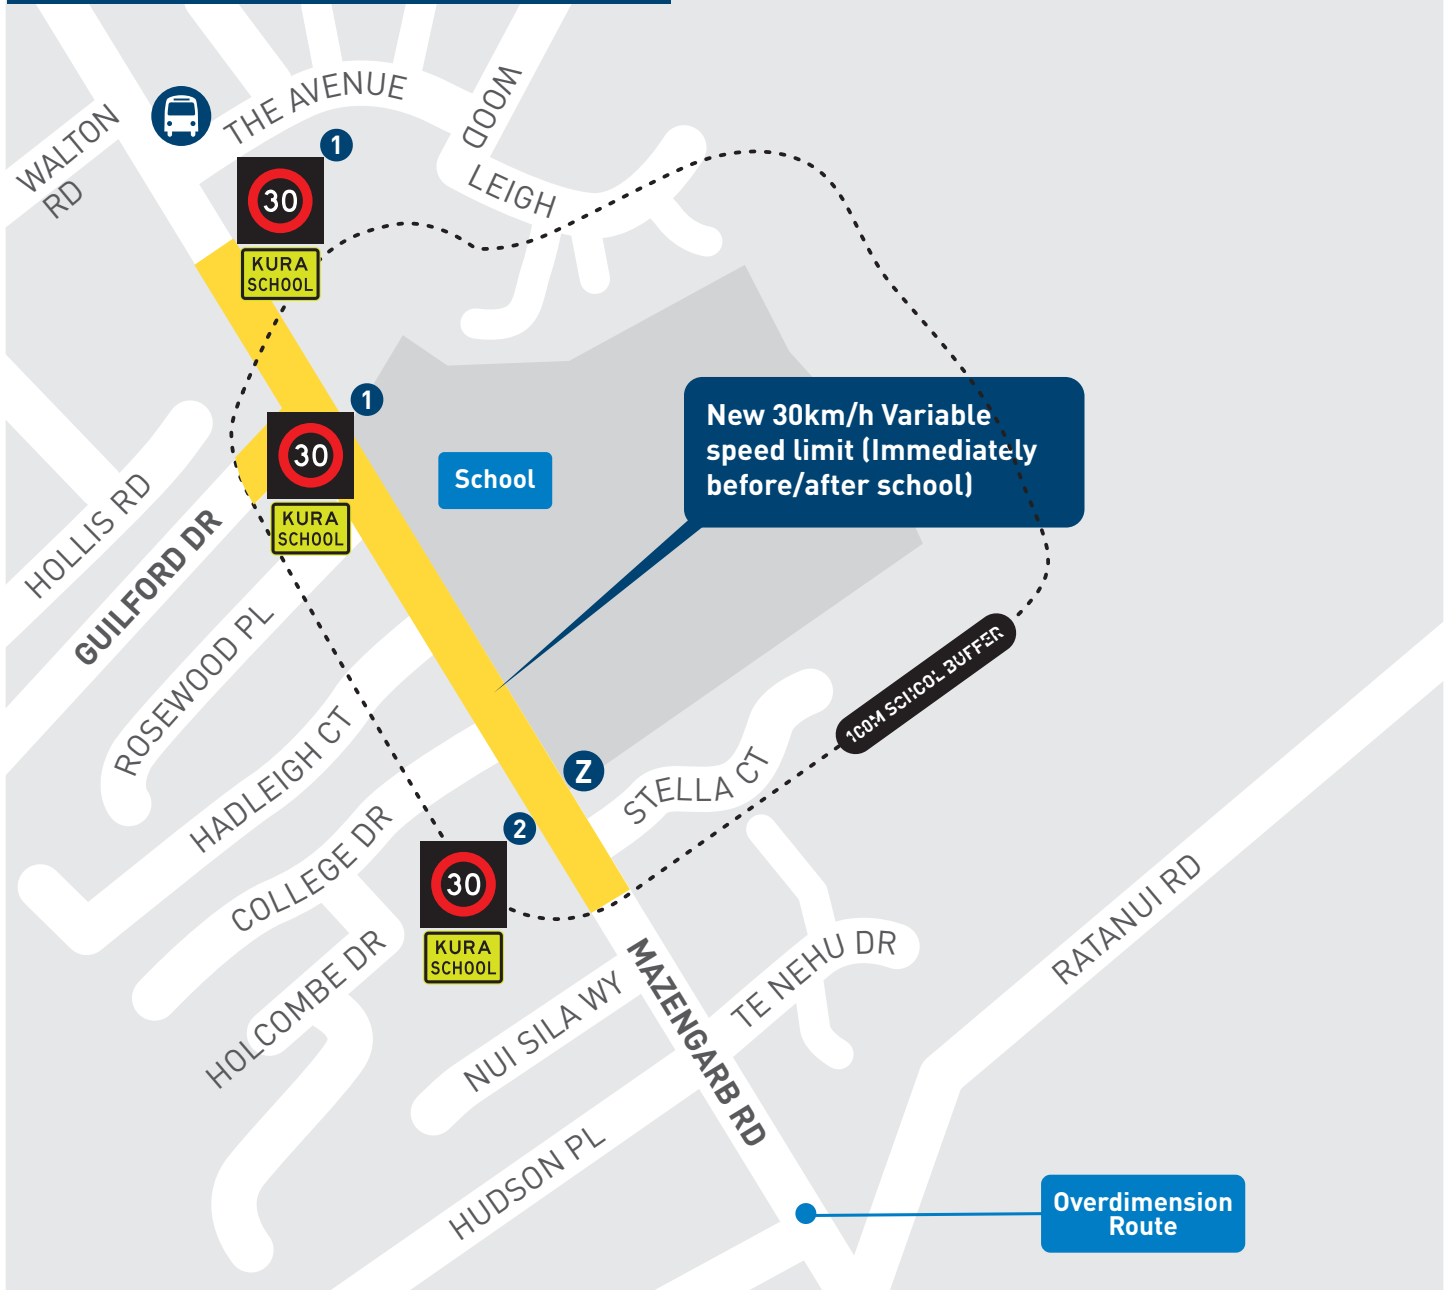 WOOD
LEIGH
THE AVENUE
WALTON
RD
1
30
KURA
SCHOOL
1
30
KURA
SCHOOL
New 30km/h Variable
speed limit (Immediately
before/after school)
School
HOLLIS RD
GUILFORD DR
ROSEWOOD PL
HADLEIGH CT
100M SCHOOL BUFFER
Z
STELLA CT
COLLEGE DR
2
30
KURA
SCHOOL
HOLCOMBE DR
NUI SILA WY
MAZENGARB RD
TE NEHU DR
RATANUI RD
HUDSON PL
Overdimension
Route